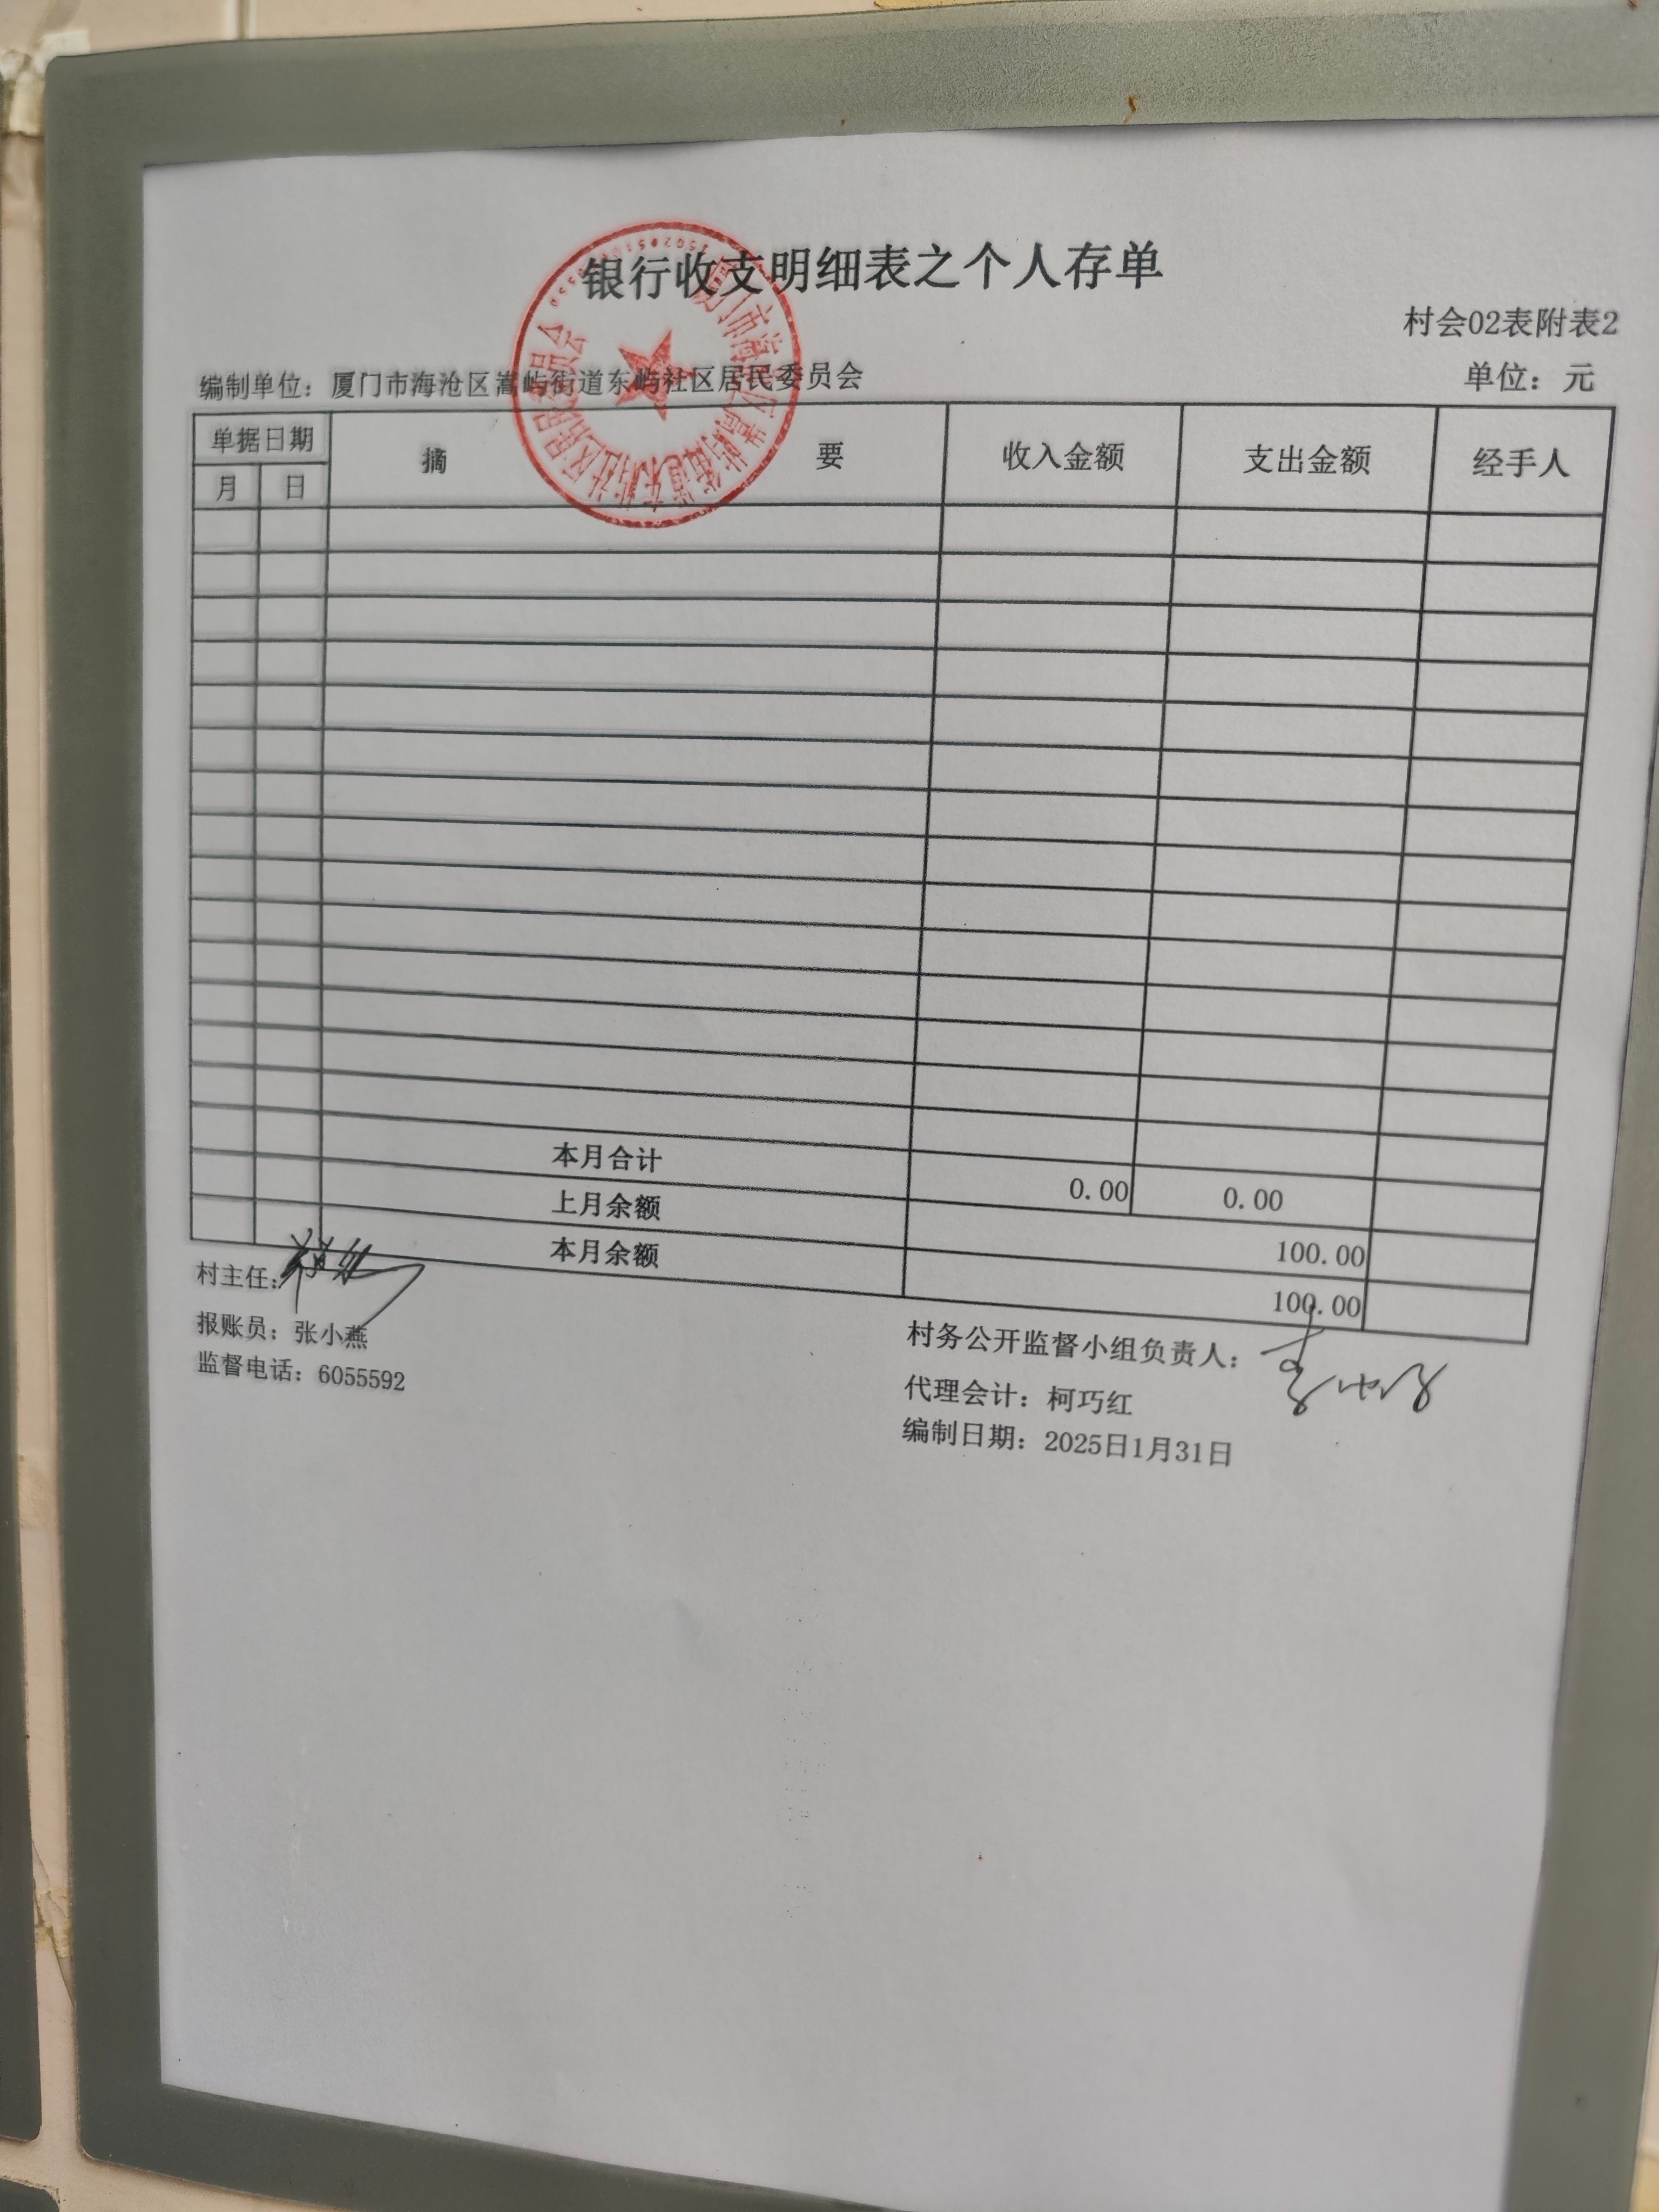 银行收支明细表之个人存单
村会02表附表2
编制单位：厦门市海沧区嵩屿街道东屿社区居民委员会 单位：元
单据日期 摘 要 收入金额 支出金额 经手人
月 日
本月合计 0.00 0.00
上月余额 100.00
本月余额 100.00
村主任：
村务公开监督小组负责人：
报账员：张小燕
代理会计：柯巧红
监督电话：6055592
编制日期：2025日1月31日